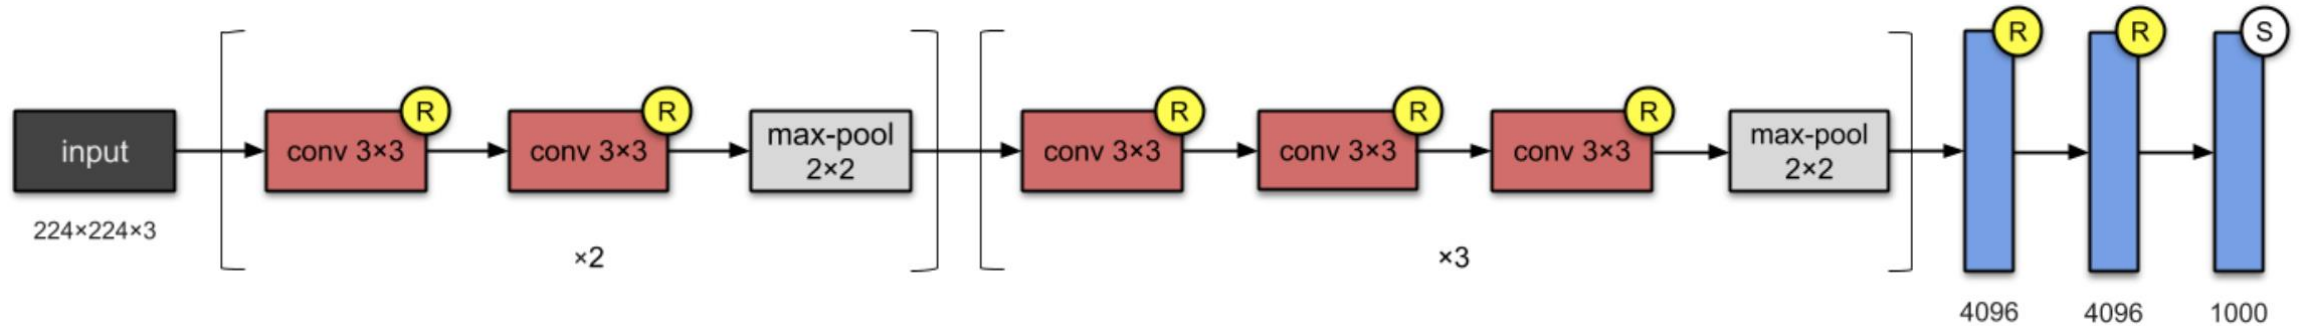 input
224×224×3
conv 3×3
R
conv 3×3
R
max-pool
2×2
×2
conv 3×3
R
conv 3×3
R
conv 3×3
R
max-pool
2×2
×3
R
4096
R
4096
S
1000